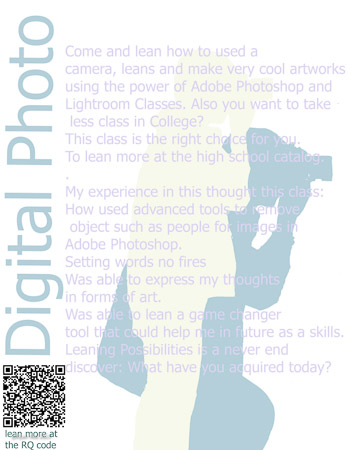 Digital Photo
Come and lean how to used a
camera, leans and make very cool artworks
using the power of Adobe Photoshop and
Lightroom Classes. Also you want to take
less class in College?
This class is the right choice for you.
To lean more at the high school catalog.
.
My experience in this thought this class:
How used advanced tools to remove
object such as people for images in
Adobe Photoshop.
Setting words no fires
Was able to express my thoughts
in forms of art.
Was able to lean a game changer
tool that could help me in future as a skills.
Leaning Possibilities is a never end
discover: What have you acquired today?
lean more at
the RQ code